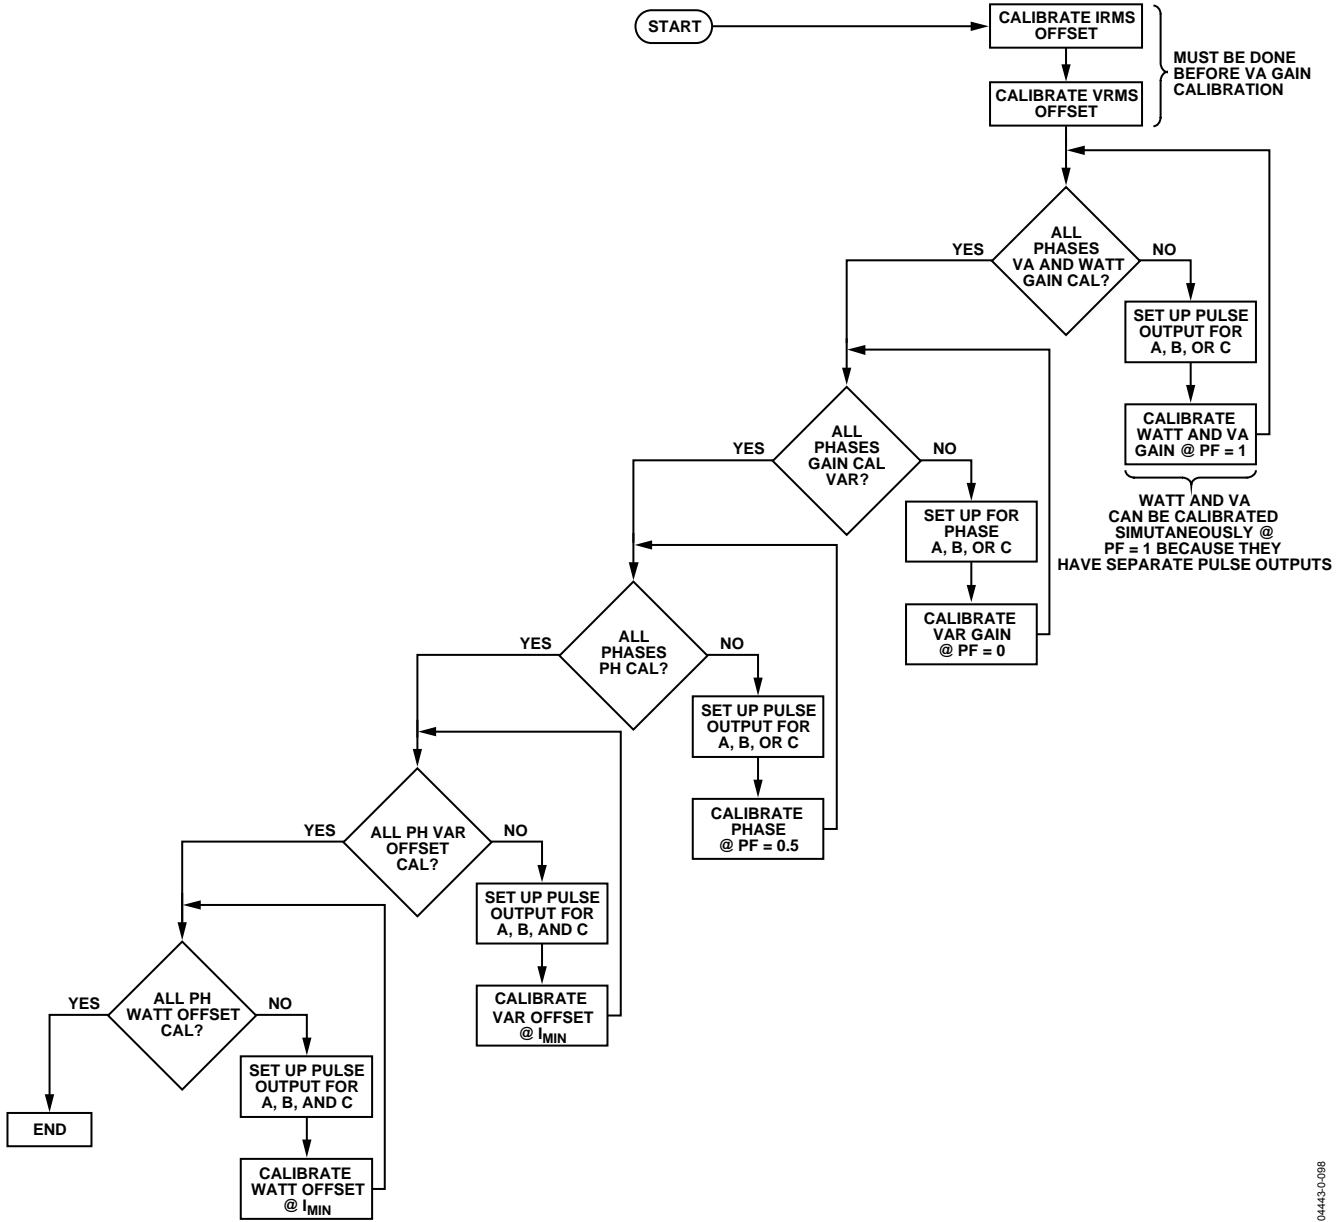 START
CALIBRATE IRMS
OFFSET
MUST BE DONE
BEFORE VA GAIN
CALIBRATION
CALIBRATE VRMS
OFFSET
ALL
PHASES
VA AND WATT
GAIN CAL?
YES
NO
SET UP PULSE
OUTPUT FOR
A, B, OR C
CALIBRATE
WATT AND VA
GAIN @ PF = 1
WATT AND VA
CAN BE CALIBRATED
SIMUTANEOUSLY @
PF = 1 BECAUSE THEY
HAVE SEPARATE PULSE OUTPUTS
ALL
PHASES
GAIN CAL
VAR?
YES
NO
SET UP FOR
PHASE
A, B, OR C
CALIBRATE
VAR GAIN
@ PF = 0
ALL
PHASES
PH CAL?
YES
NO
SET UP PULSE
OUTPUT FOR
A, B, OR C
CALIBRATE
PHASE
@ PF = 0.5
ALL PH VAR
OFFSET
CAL?
YES
NO
SET UP PULSE
OUTPUT FOR
A, B, AND C
CALIBRATE
VAR OFFSET
@ IMIN
ALL PH
WATT OFFSET
CAL?
YES
NO
SET UP PULSE
OUTPUT FOR
A, B, AND C
CALIBRATE
WATT OFFSET
@ IMIN
END
04443-0-098